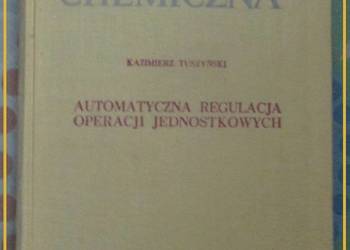 CHEMICZNA
KAZIMIERZ TUSZYŃSKI
AUTOMATYCZNA REGULACJA
OPERACJI JEDNOSTKOWYCH